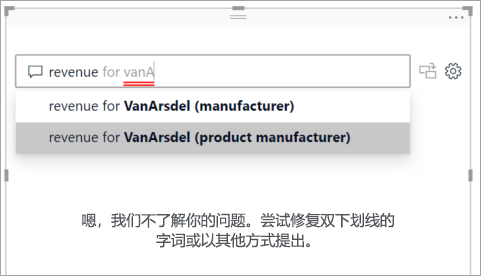 revenue for vanA
revenue for VanArsdel (manufacturer)
revenue for VanArsdel (product manufacturer)
嗯，我们不了解你的问题。尝试修复双下划线的
字词或以其他方式提出。